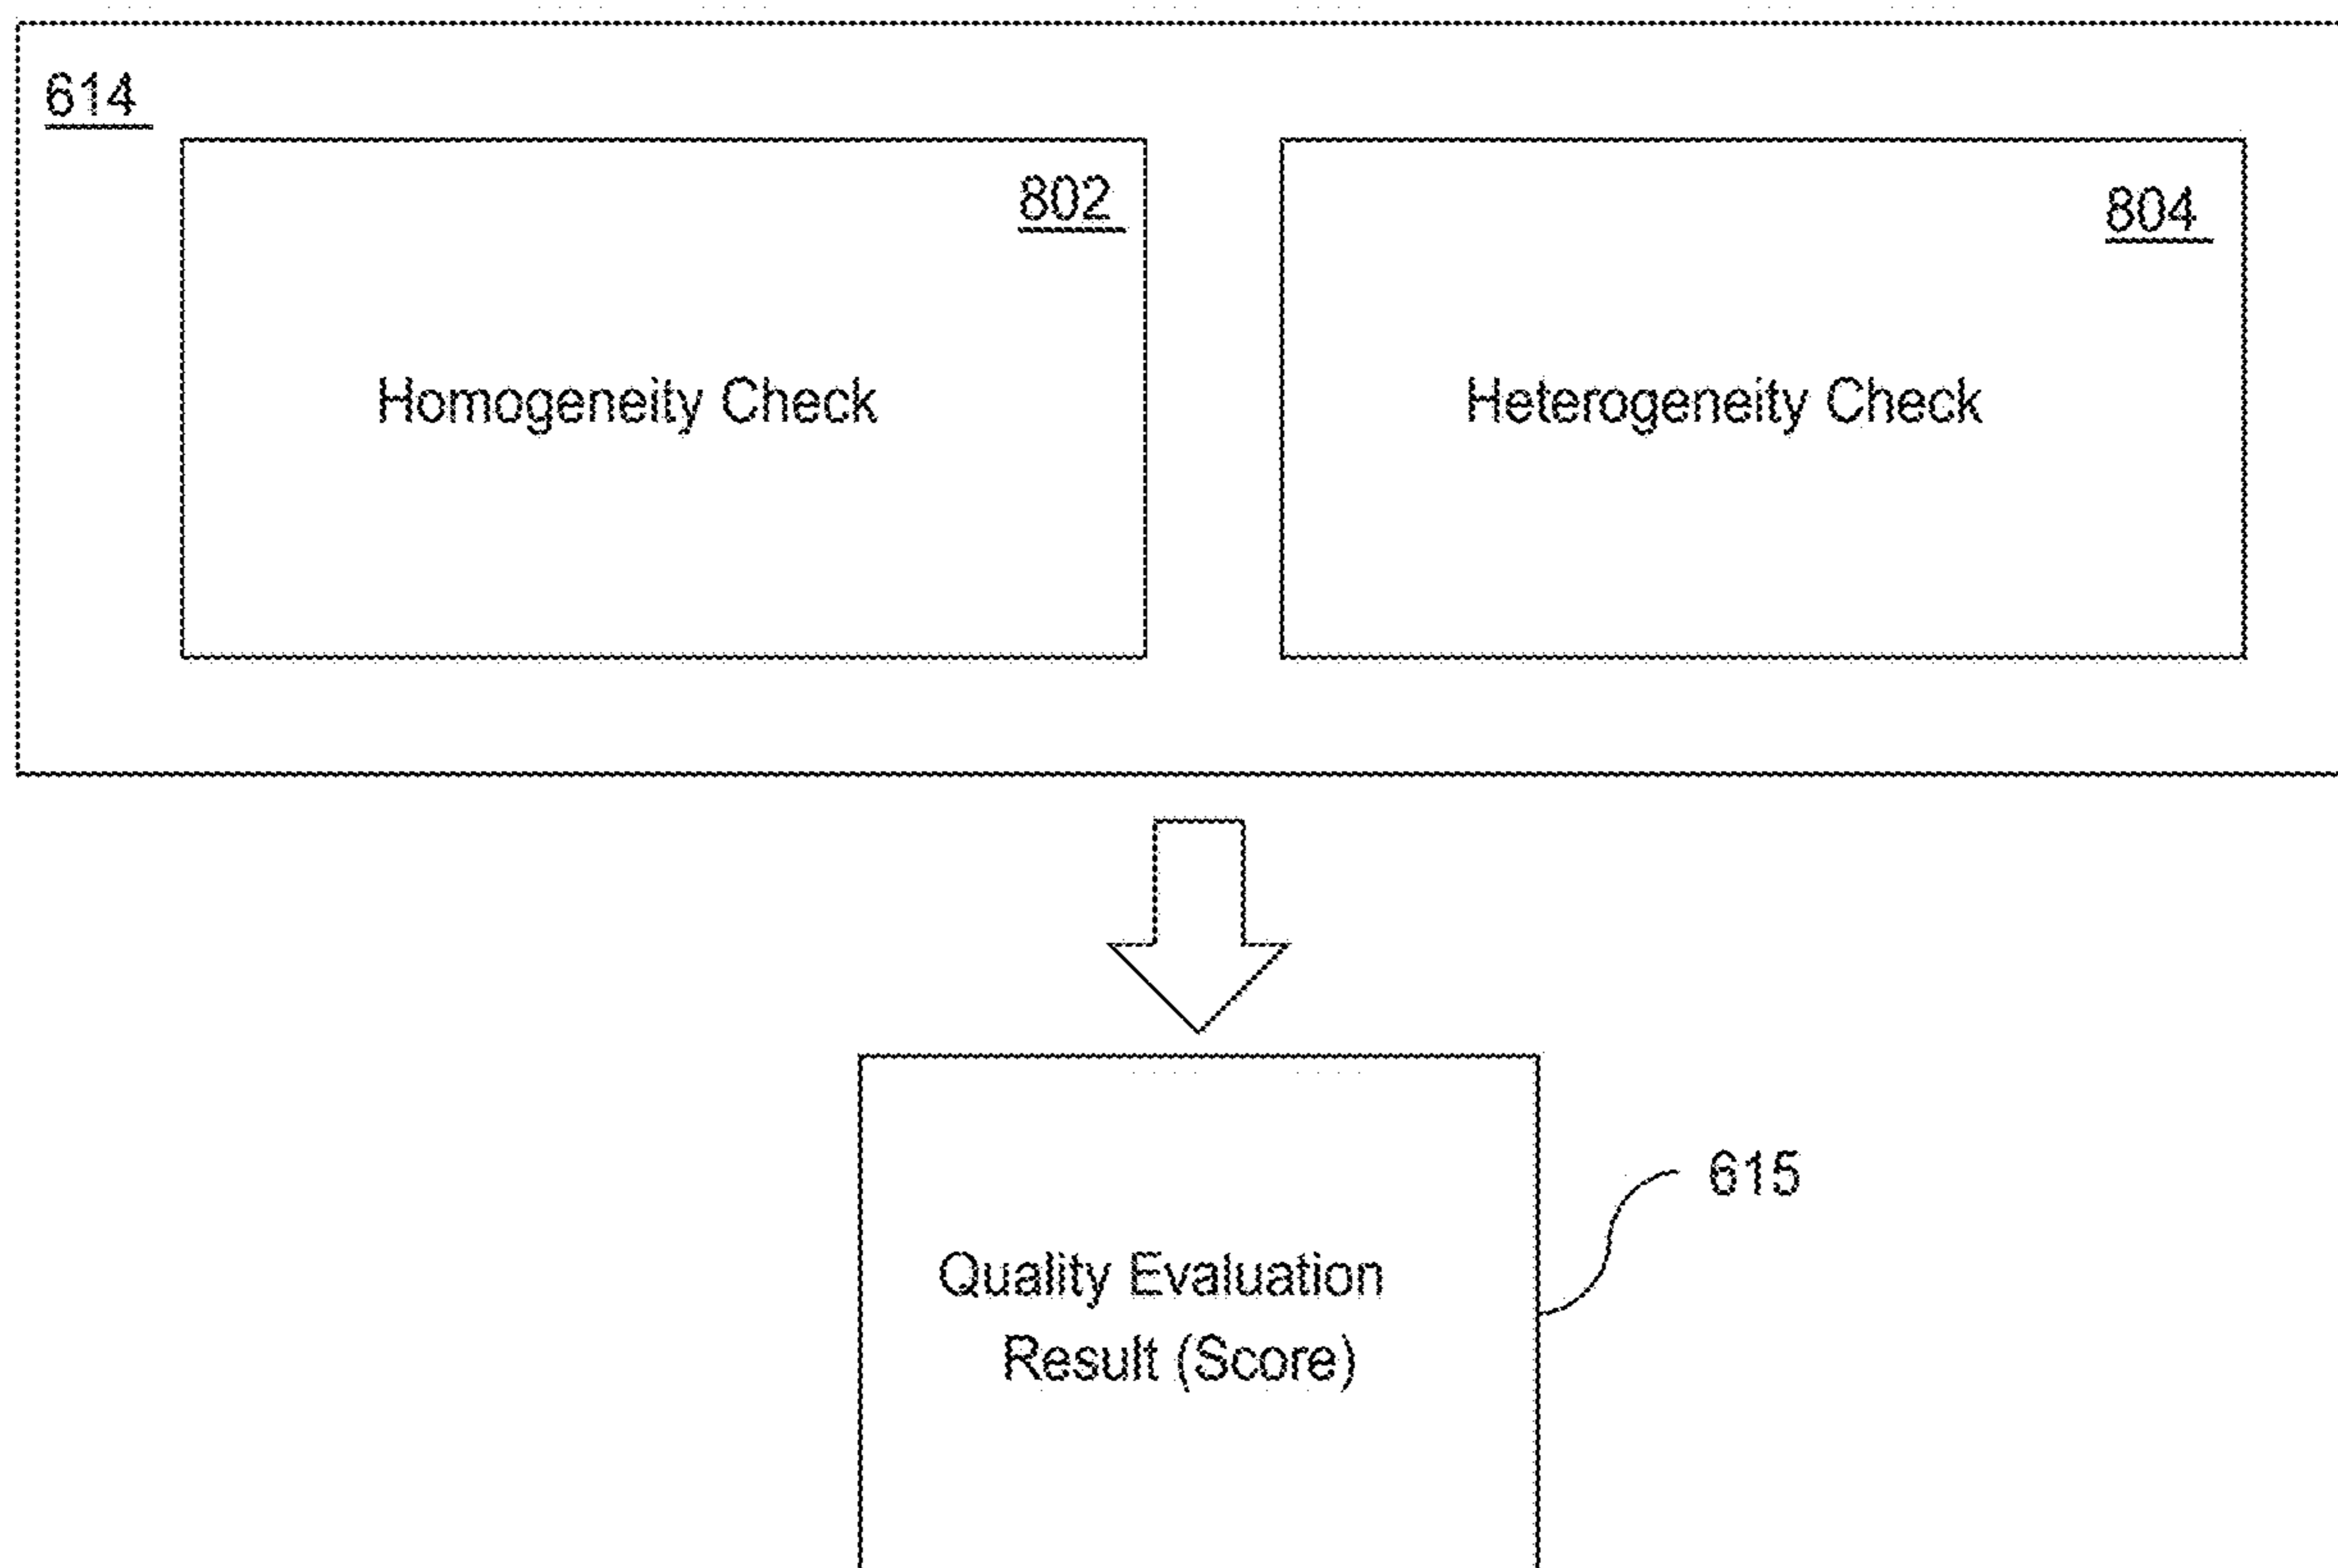 614
802
804
Homogeneity Check
Heterogeneity Check
615
Quality Evaluation
Result (Score)